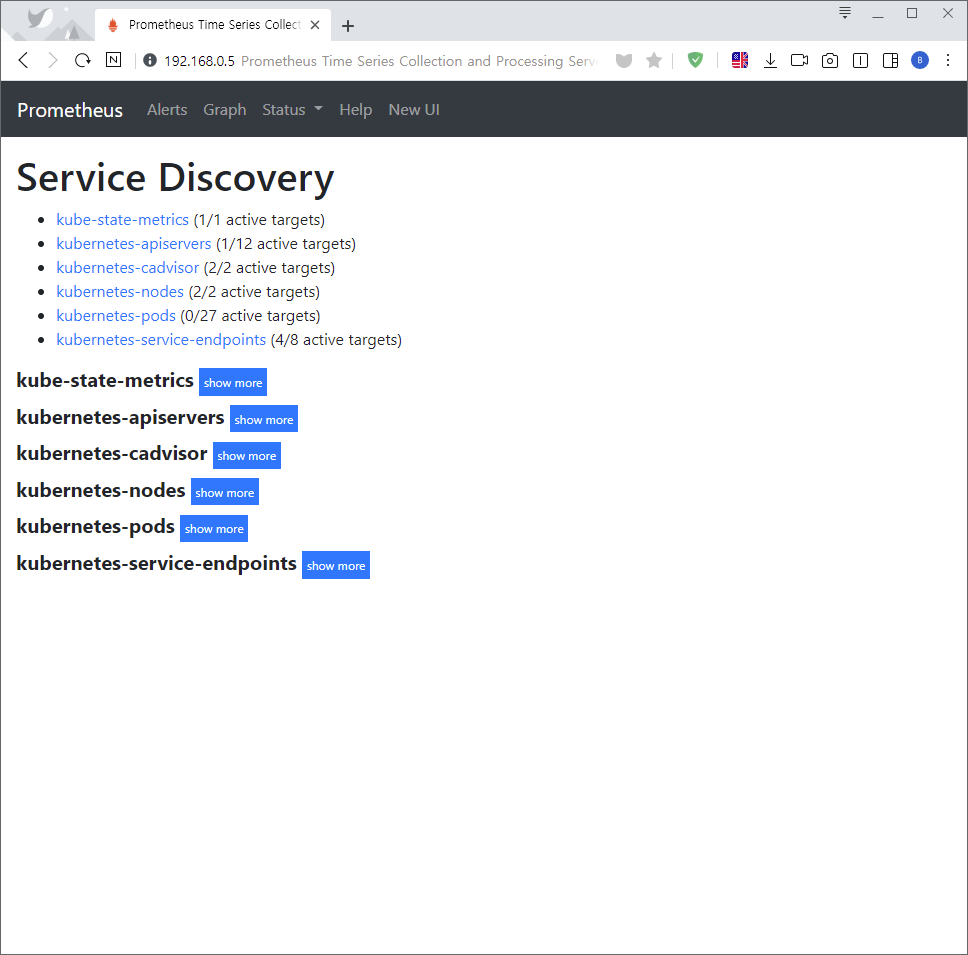 Prometheus Time Series Collect
N
192.168.0.5 Prometheus Time Series Collection and Processing Serv
B
Prometheus Alerts Graph Status Help New UI
Service Discovery
kube-state-metrics (1/1 active targets)
kubernetes-apiservers (1/12 active targets)
kubernetes-cadvisor (2/2 active targets)
kubernetes-nodes (2/2 active targets)
kubernetes-pods (0/27 active targets)
kubernetes-service-endpoints (4/8 active targets)
kube-state-metrics show more
kubernetes-apiservers show more
kubernetes-cadvisor show more
kubernetes-nodes show more
kubernetes-pods show more
kubernetes-service-endpoints show more